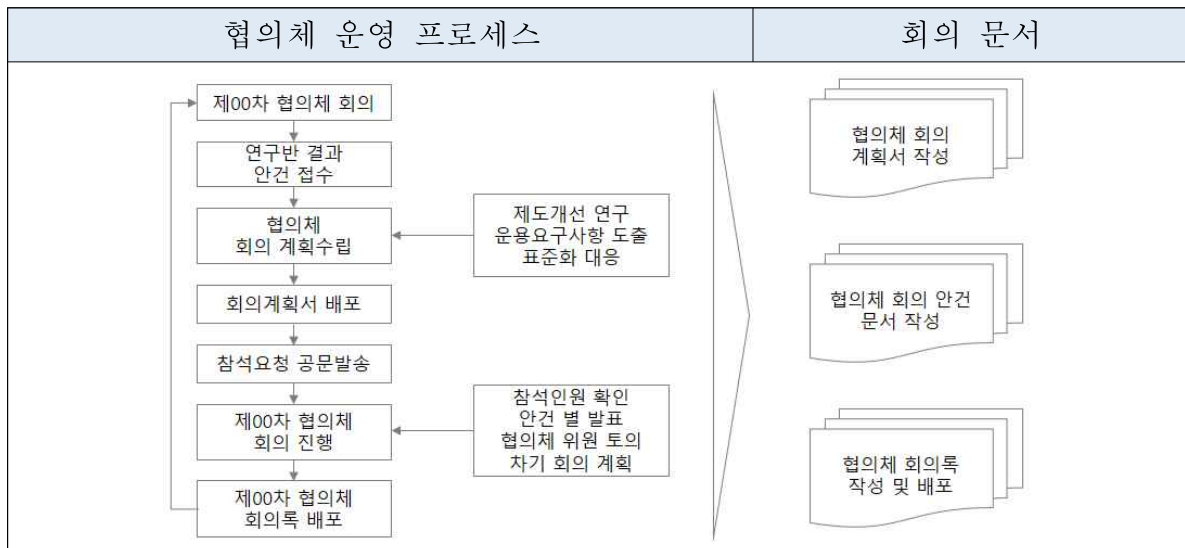 협의체 운영 프로세스
회의 문서
제00차 협의체 회의
연구반 결과
안건 접수
협의체
회의 계획수립
제도개선 연구
운용요구사항 도출
표준화 대응
회의계획서 배포
참석요청 공문발송
제00차 협의체
회의 진행
참석인원 확인
안건 별 발표
협의체 위원 토의
차기 회의 계획
제00차 협의체
회의록 배포
협의체 회의
계획서 작성
협의체 회의 안건
문서 작성
협의체 회의록
작성 및 배포